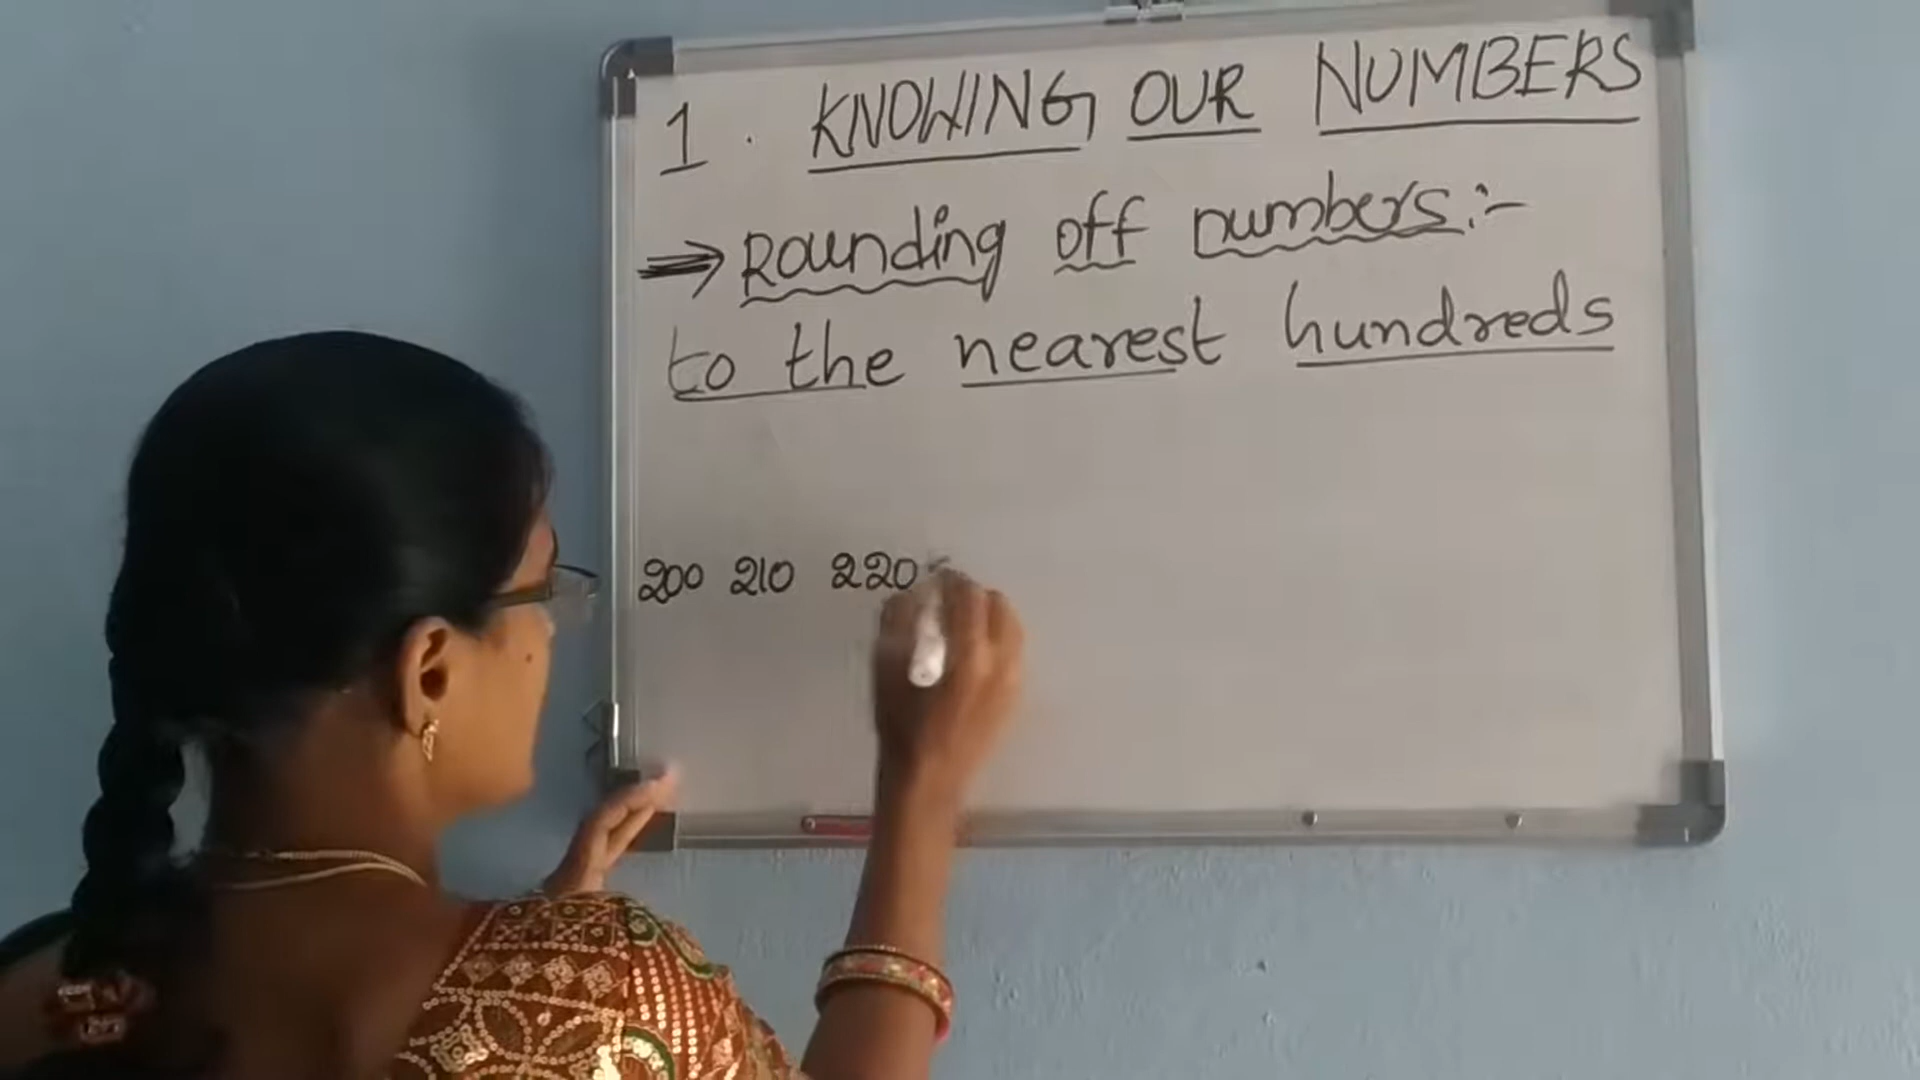 1. KNOWING OUR NUMBERS
⇒ Rounding off numbers:-
to the nearest hundreds
200 210 220